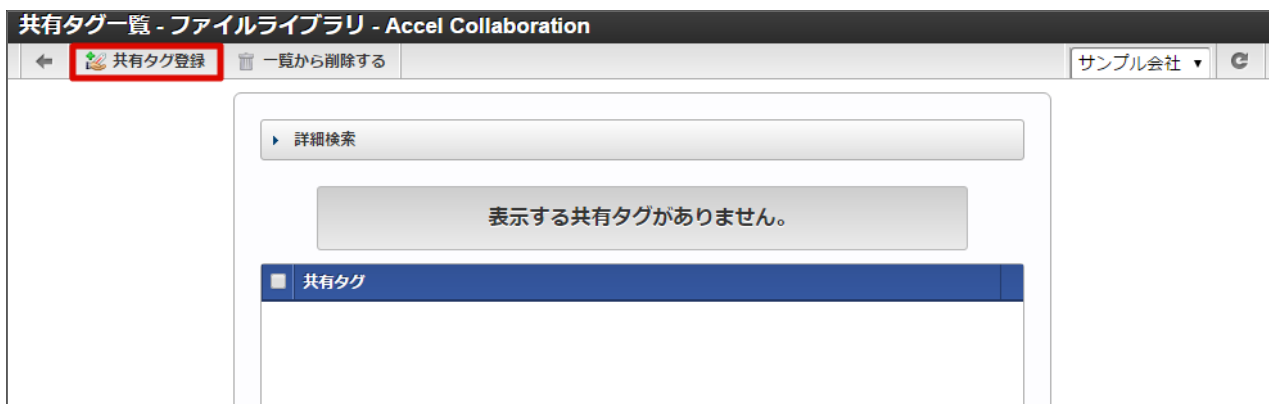 共有タグ一覧 - ファイルライブラリ - Accel Collaboration
共有タグ登録 一覧から削除する サンプル会社
詳細検索
表示する共有タグがありません。
共有タグ